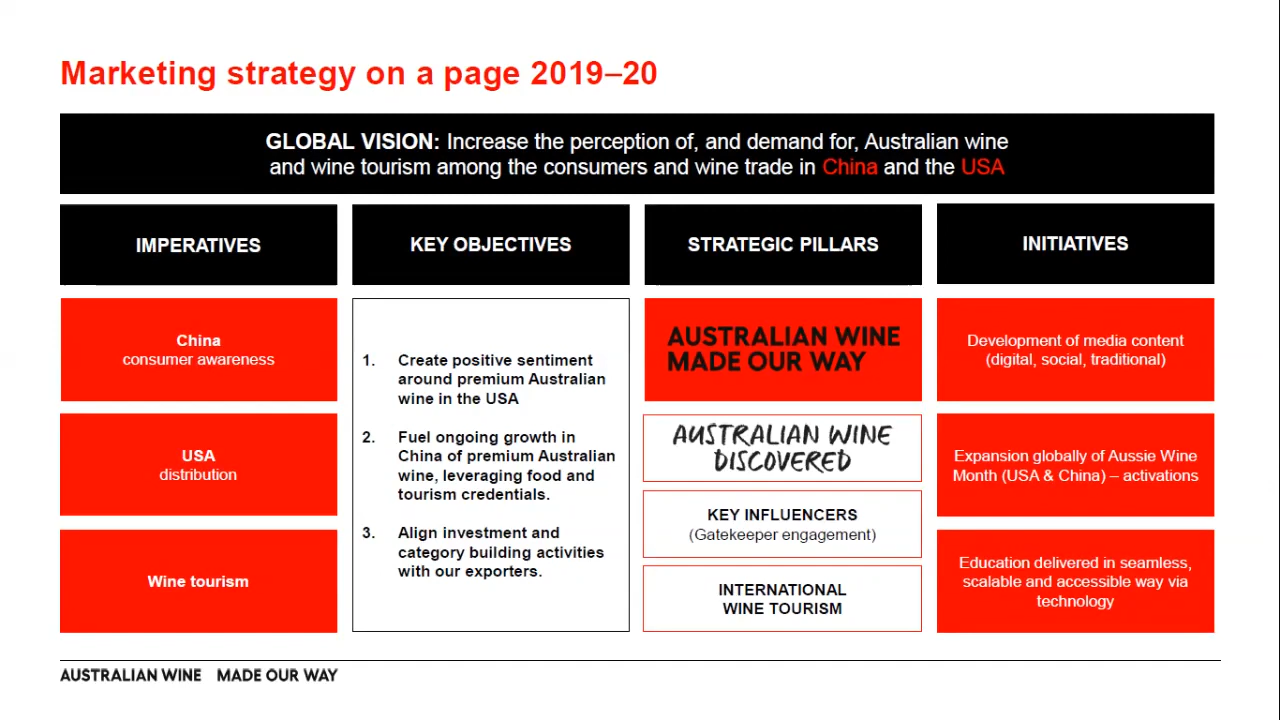 Marketing strategy on a page 2019–20
GLOBAL VISION: Increase the perception of, and demand for, Australian wine
and wine tourism among the consumers and wine trade in China and the USA
IMPERATIVES
KEY OBJECTIVES
STRATEGIC PILLARS
INITIATIVES
China
consumer awareness
USA
distribution
Wine tourism
1. Create positive sentiment
around premium Australian
wine in the USA
2. Fuel ongoing growth in
China of premium Australian
wine, leveraging food and
tourism credentials.
3. Align investment and
category building activities
with our exporters.
AUSTRALIAN WINE
MADE OUR WAY
AUSTRALIAN WINE
DISCOVERED
KEY INFLUENCERS
(Gatekeeper engagement)
INTERNATIONAL
WINE TOURISM
Development of media content
(digital, social, traditional)
Expansion globally of Aussie Wine
Month (USA & China) – activations
Education delivered in seamless,
scalable and accessible way via
technology
AUSTRALIAN WINE MADE OUR WAY